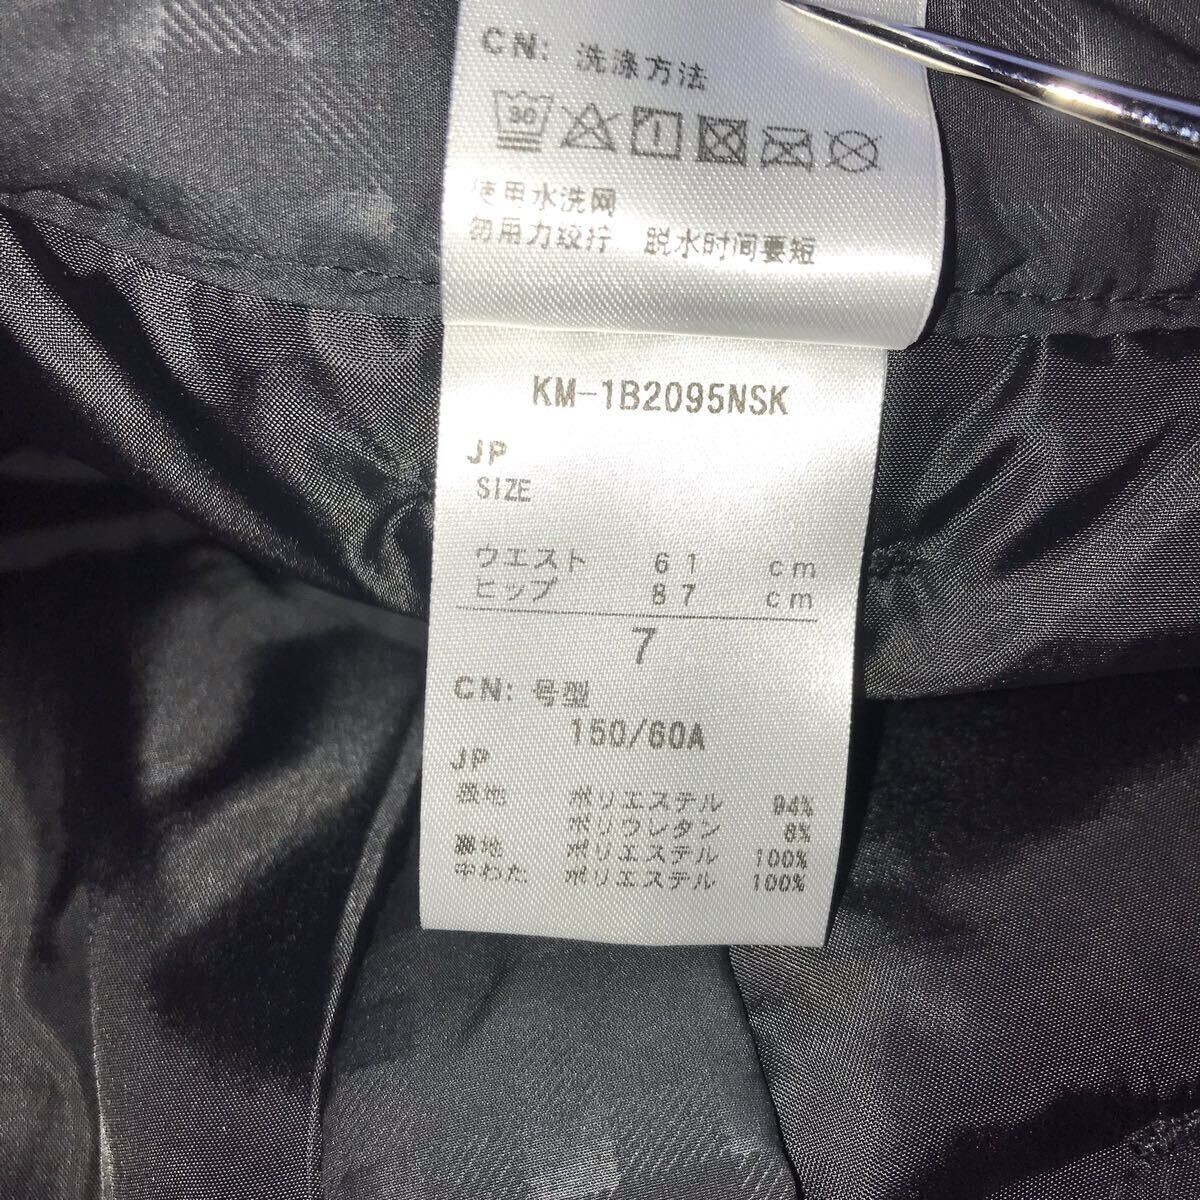 CN: 洗涤方法
30
使用水洗网
勿用力绞拧 脱水时间要短
KM-1B2095NSK
JP
SIZE
ウエスト 61 cm
ヒップ 87 cm
7
CN: 号型
150/60A
JP
表地 ポリエステル 94%
ポリウレタン 6%
裏地 ポリエステル 100%
中わた ポリエステル 100%